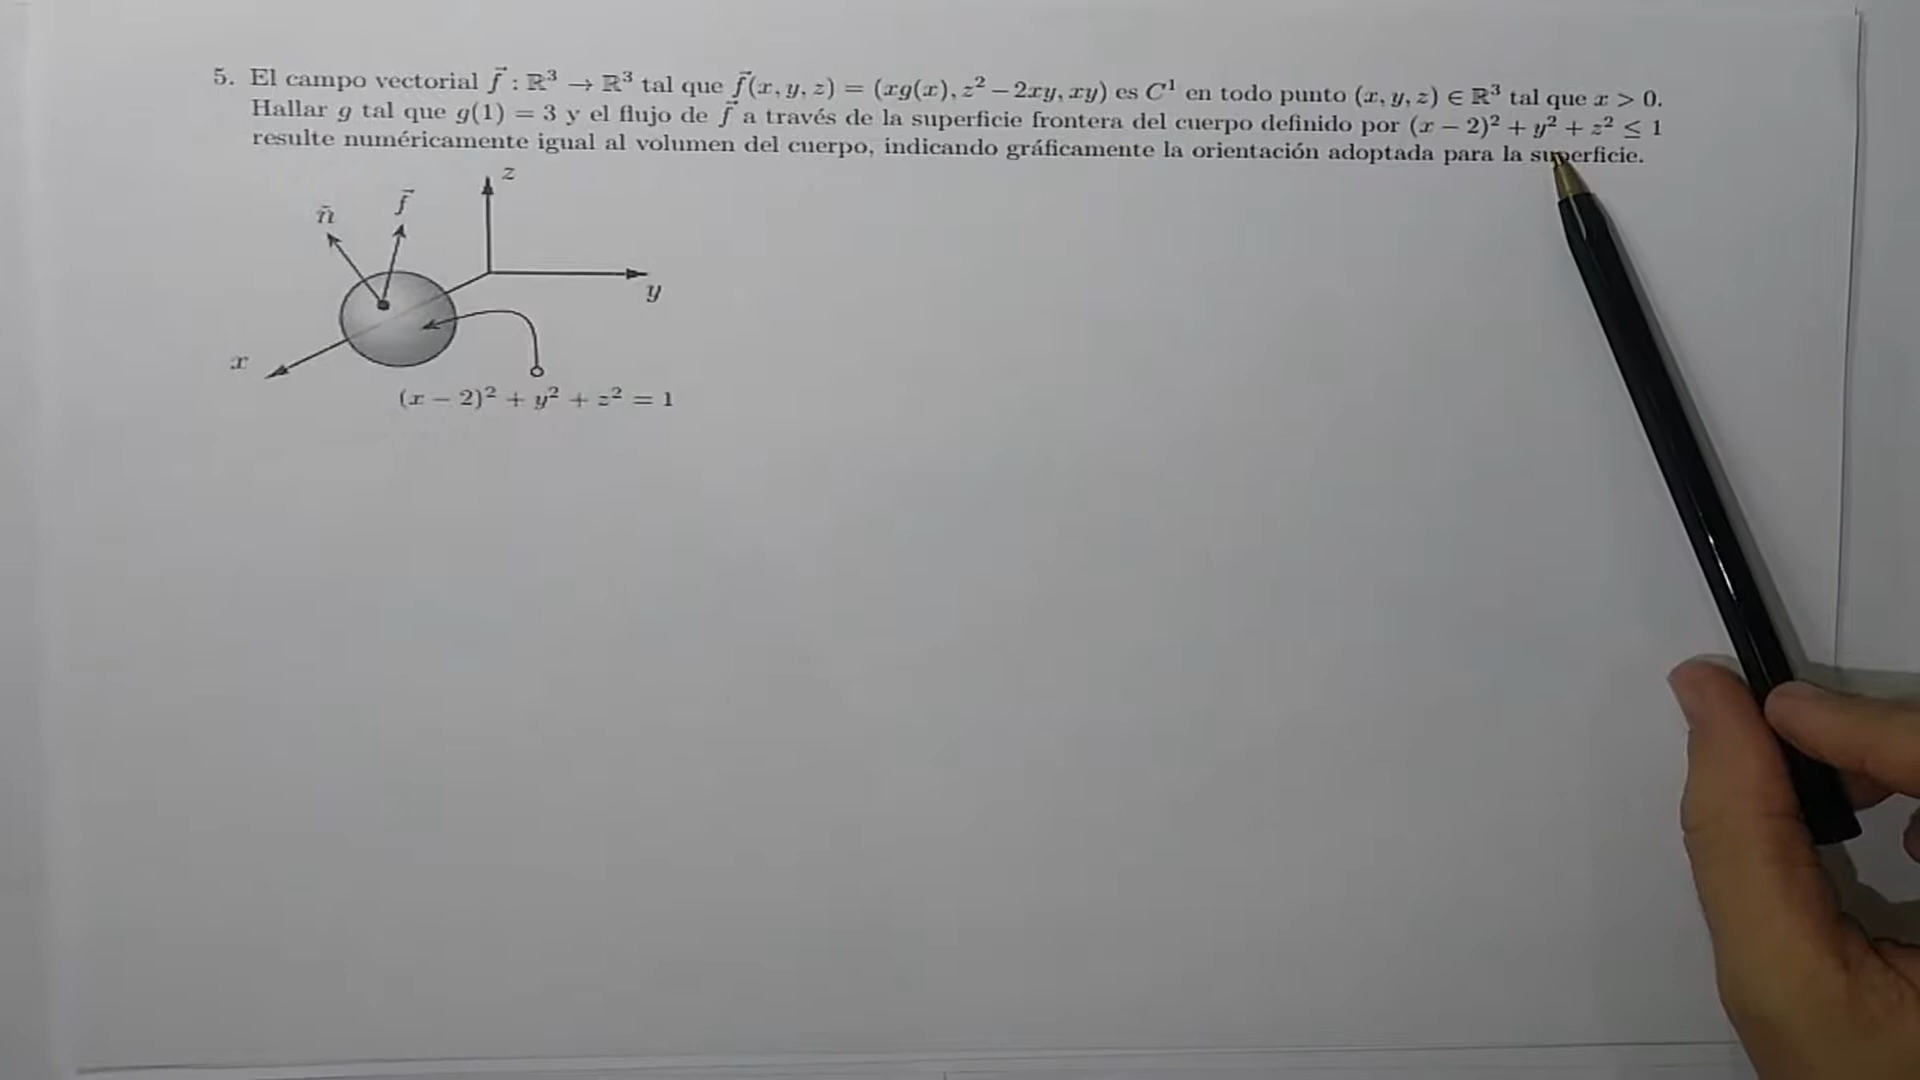 5. El campo vectorial f⃗ : ℝ³ → ℝ³ tal que f⃗(x, y, z) = (xg(x), z² − 2xy, xy) es C¹ en todo punto (x, y, z) ∈ ℝ³ tal que x > 0.
Hallar g tal que g(1) = 3 y el flujo de f⃗ a través de la superficie frontera del cuerpo definido por (x − 2)² + y² + z² ≤ 1
resulte numéricamente igual al volumen del cuerpo, indicando gráficamente la orientación adoptada para la superficie.
z
f⃗
n̆
y
x
(x − 2)² + y² + z² = 1